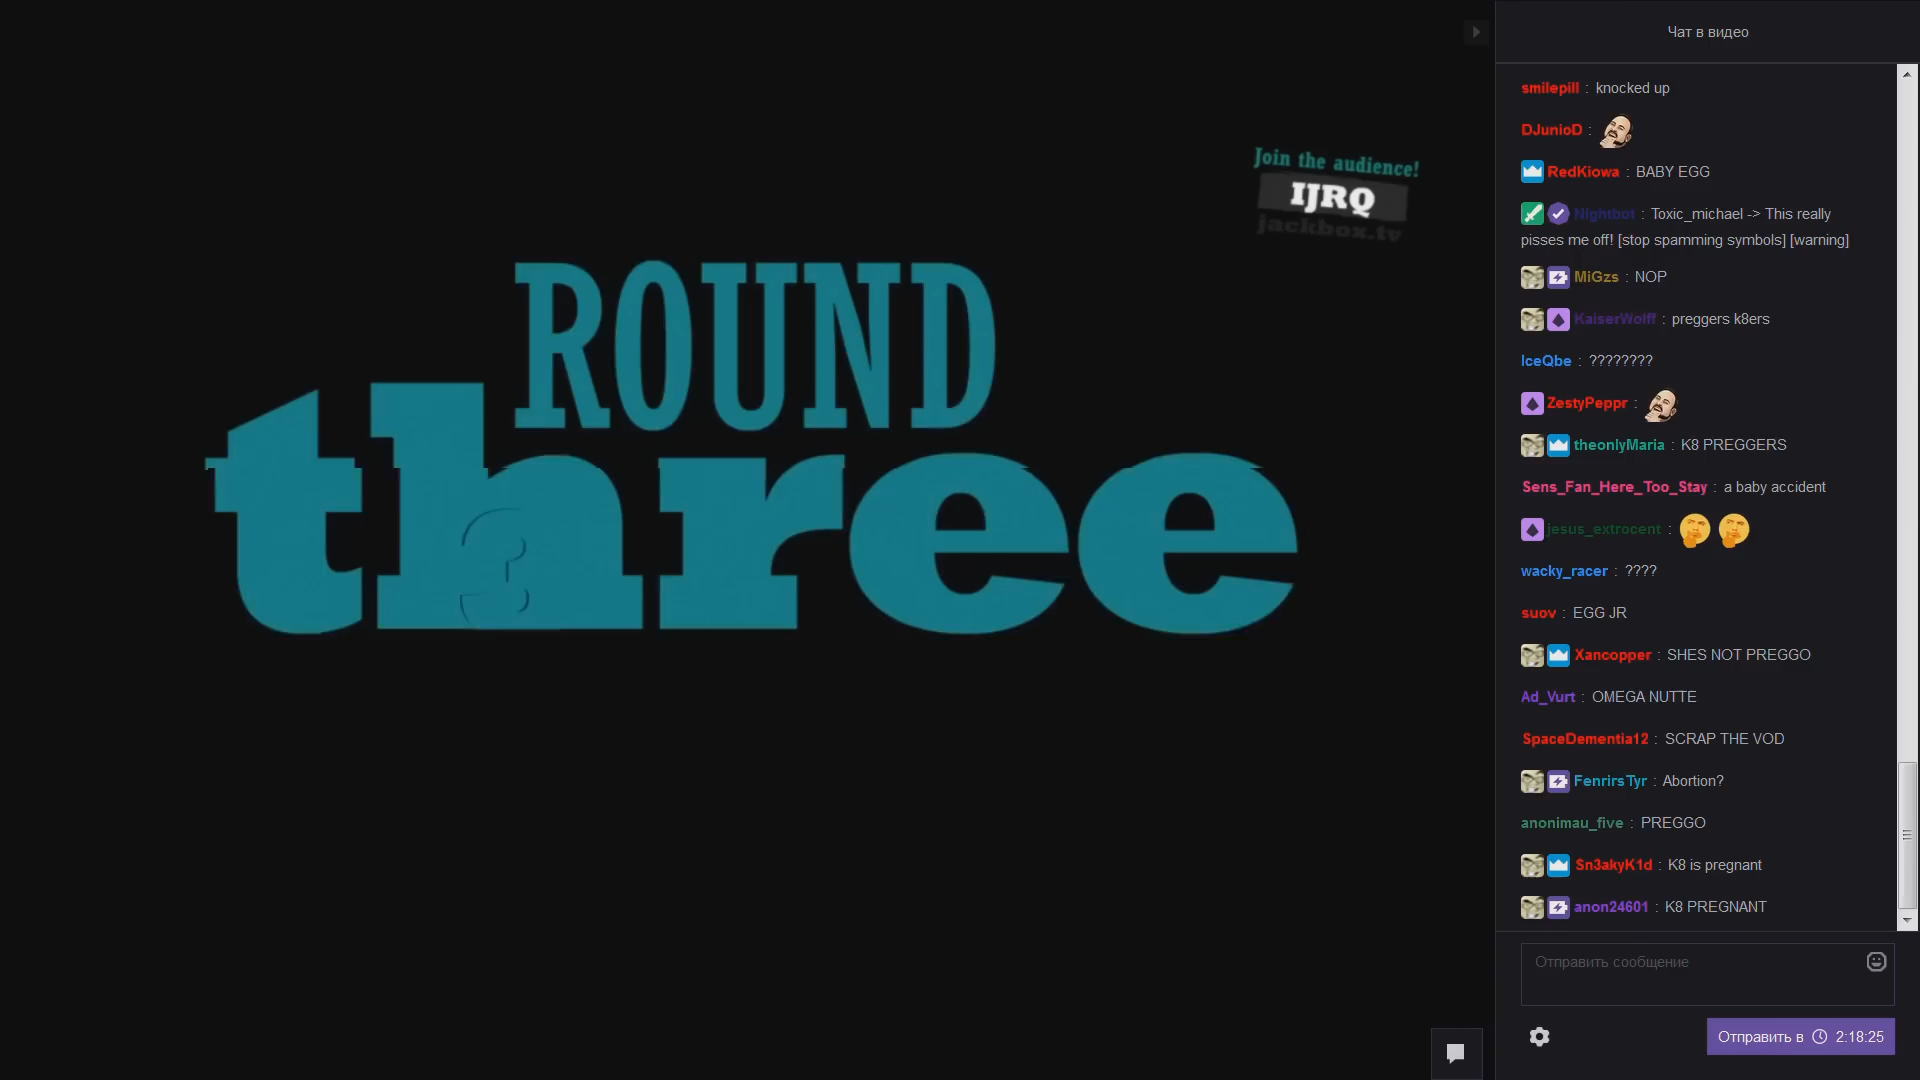 Join the audience!
IJRQ
jackbox.tv
ROUND
three
3
Чат в видео
smilepill : knocked up
DJunioD :
RedKiowa : BABY EGG
Nightbot : Toxic_michael -> This really
pisses me off! [stop spamming symbols] [warning]
MiGzs : NOP
KaiserWolff : preggers k8ers
IceQbe : ????????
ZestyPeppr :
theonlyMaria : K8 PREGGERS
Sens_Fan_Here_Too_Stay : a baby accident
jesus_extrocent :
wacky_racer : ????
suov : EGG JR
Xancopper : SHES NOT PREGGO
Ad_Vurt : OMEGA NUTTE
SpaceDementia12 : SCRAP THE VOD
FenrirsTyr : Abortion?
anonimau_five : PREGGO
Sn3akyK1d : K8 is pregnant
anon24601 : K8 PREGNANT
Отправить сообщение
Отправить в 2:18:25